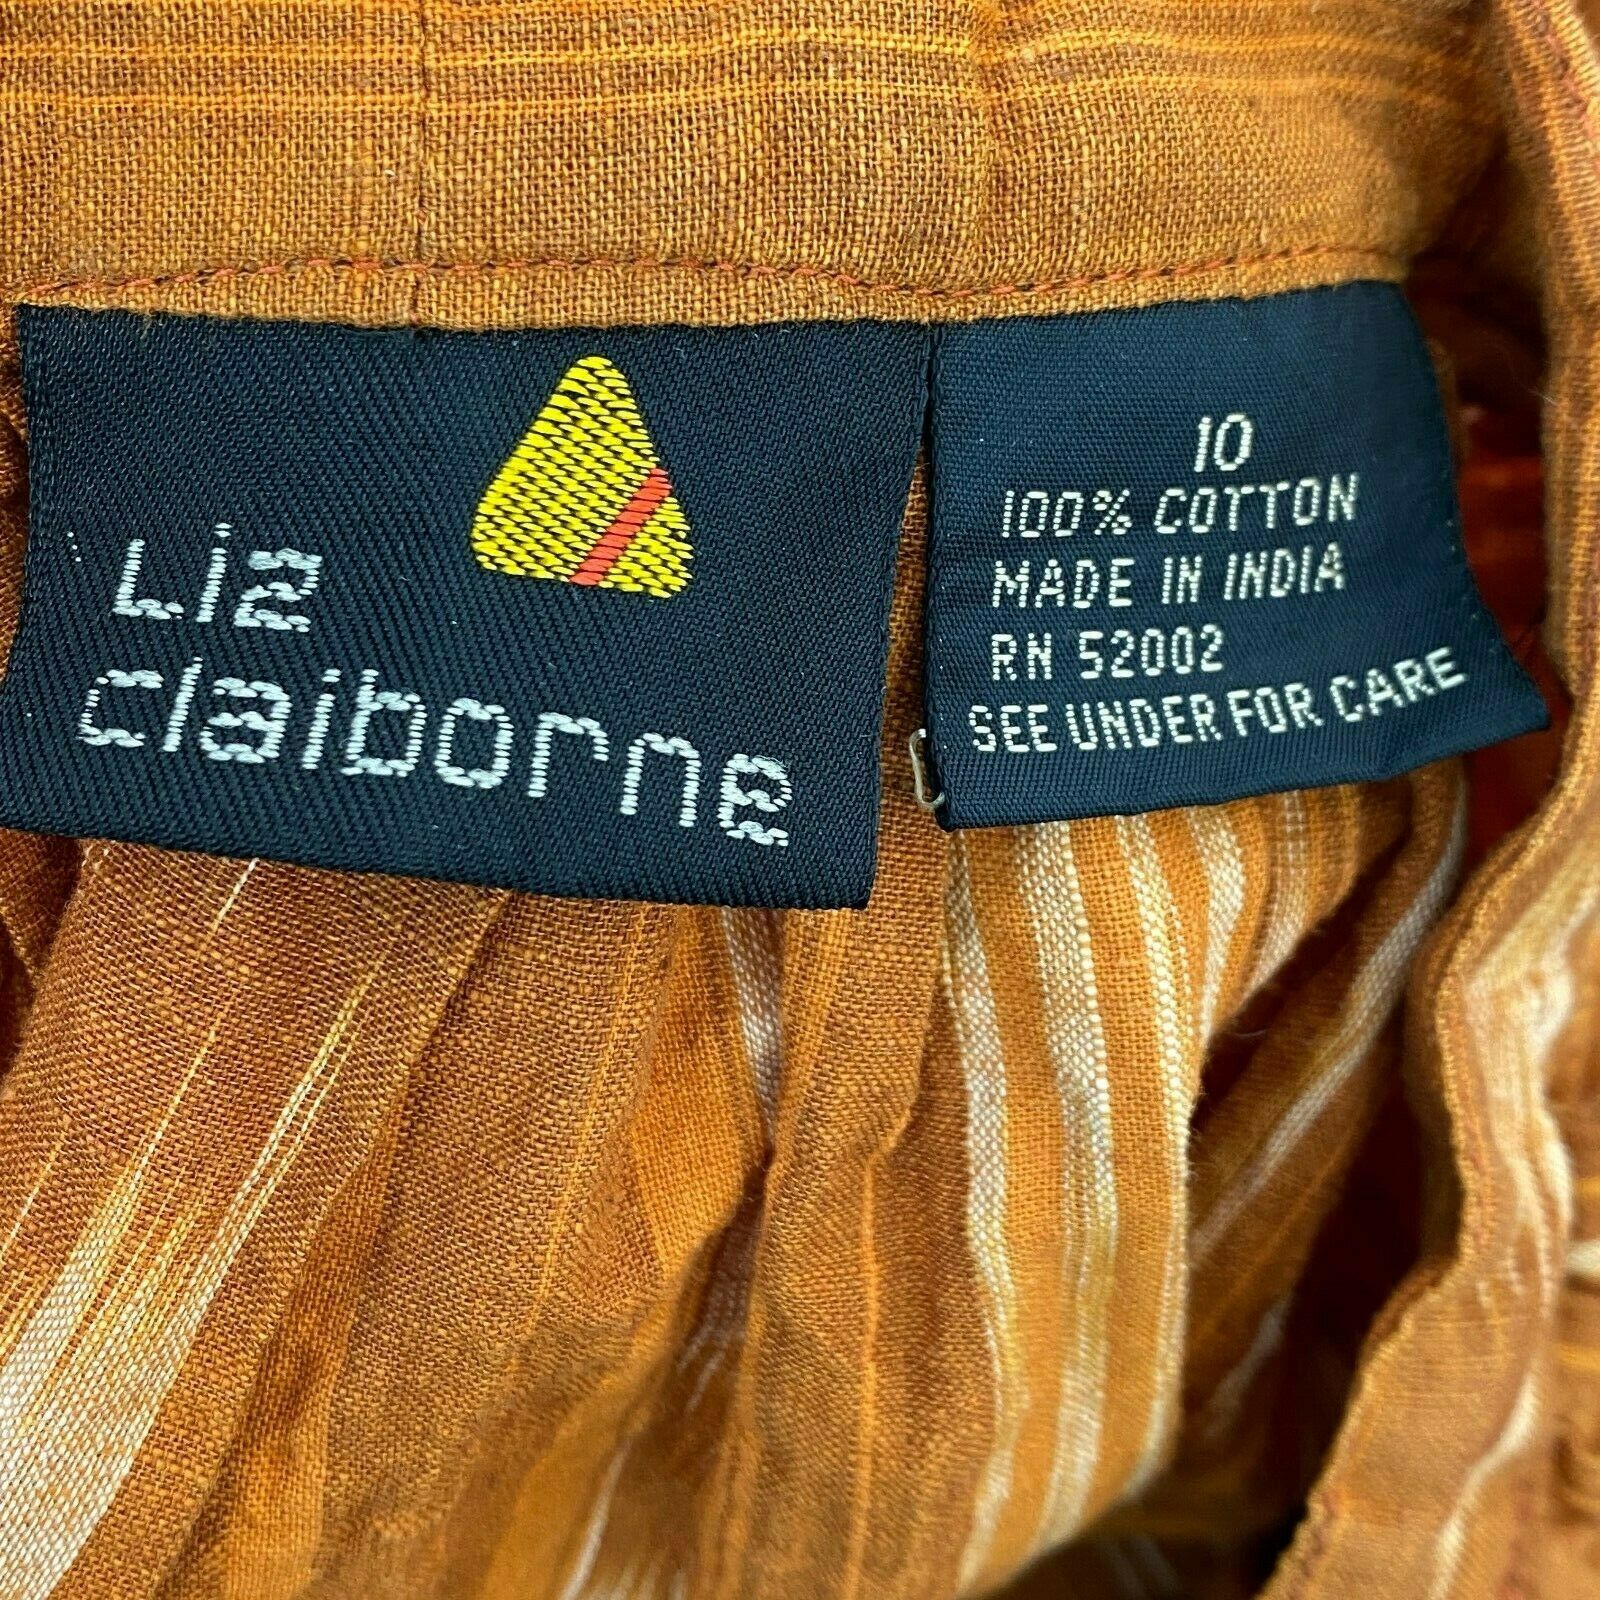 Liz
claiborne
10
100% COTTON
MADE IN INDIA
RN 52002
SEE UNDER FOR CARE